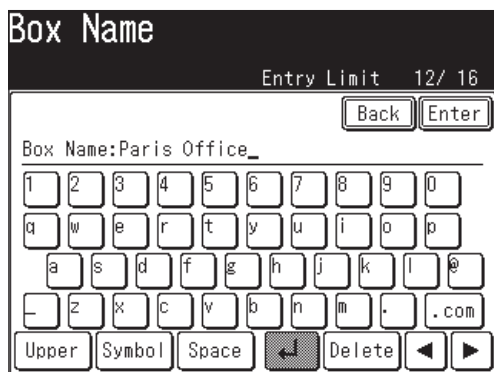 Box Name
Entry Limit 12/ 16
Back Enter
Box Name:Paris Office_
1 2 3 4 5 6 7 8 9 0
q w e r t y u i o p
a s d f g h j k l @
_ z x c v b n m . .com
Upper Symbol Space ↵ Delete ◀ ▶